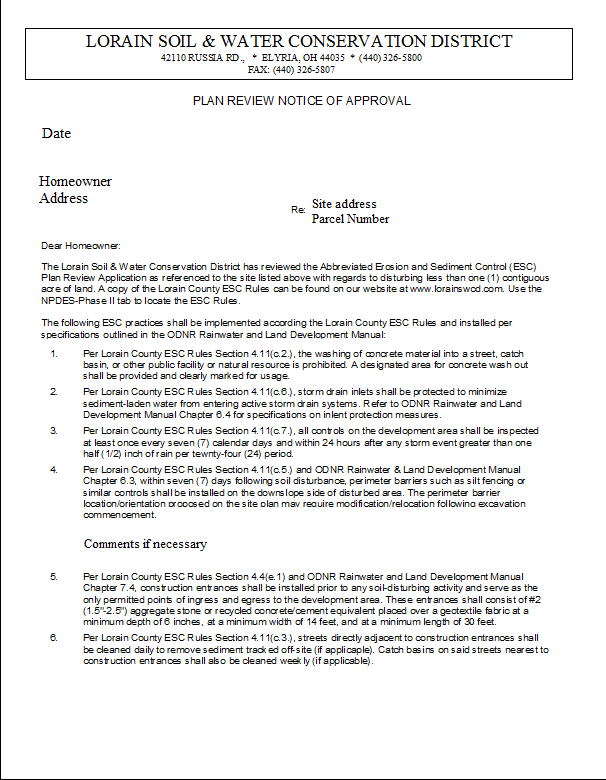 LORAIN SOIL & WATER CONSERVATION DISTRICT
42110 RUSSIA RD., * ELYRIA, OH 44035 * (440) 326-5800
FAX: (440) 326-5807
PLAN REVIEW NOTICE OF APPROVAL
Date
Homeowner
Address
Re: Site address
Parcel Number
Dear Homeowner:
The Lorain Soil & Water Conservation District has reviewed the Abbreviated Erosion and Sediment Control (ESC)
Plan Review Application as referenced to the site listed above with regards to disturbing less than one (1) contiguous
acre of land. A copy of the Lorain County ESC Rules can be found on our website at www.lorainswcd.com. Use the
NPDES-Phase II tab to locate the ESC Rules.
The following ESC practices shall be implemented according the Lorain County ESC Rules and installed per
specifications outlined in the ODNR Rainwater and Land Development Manual:
1. Per Lorain County ESC Rules Section 4.11(c.2.), the washing of concrete material into a street, catch
basin, or other public facility or natural resource is prohibited. A designated area for concrete wash out
shall be provided and clearly marked for usage.
2. Per Lorain County ESC Rules Section 4.11(c.6.), storm drain inlets shall be protected to minimize
sediment-laden water from entering active storm drain systems. Refer to ODNR Rainwater and Land
Development Manual Chapter 6.4 for specifications on inlent protection measures.
3. Per Lorain County ESC Rules Section 4.11(c.7.), all controls on the development area shall be inspected
at least once every seven (7) calendar days and within 24 hours after any storm event greater than one
half (1/2) inch of rain per tewnty-four (24) period.
4. Per Lorain County ESC Rules Section 4.11(c.5.) and ODNR Rainwater & Land Development Manual
Chapter 6.3, within seven (7) days following soil disturbance, perimeter barriers such as silt fencing or
similar controls shall be installed on the downslope side of disturbed area. The perimeter barrier
location/orientation proposed on the site plan may require modification/relocation following excavation
commencement.
Comments if necessary
5. Per Lorain County ESC Rules Section 4.4(e.1) and ODNR Rainwater and Land Development Manual
Chapter 7.4, construction entrances shall be installed prior to any soil-disturbing activity and serve as the
only permitted points of ingress and egress to the development area. These entrances shall consist of #2
(1.5"-2.5") aggregate stone or recycled concrete/cement equivalent placed over a geotextile fabric at a
minimum depth of 6 inches, at a minimum width of 14 feet, and at a minimum length of 30 feet.
6. Per Lorain County ESC Rules Section 4.11(c.3.), streets directly adjacent to construction entrances shall
be cleaned daily to remove sediment tracked off-site (if applicaple). Catch basins on said streets nearest to
construction entrances shall also be cleaned weekly (if applicable).